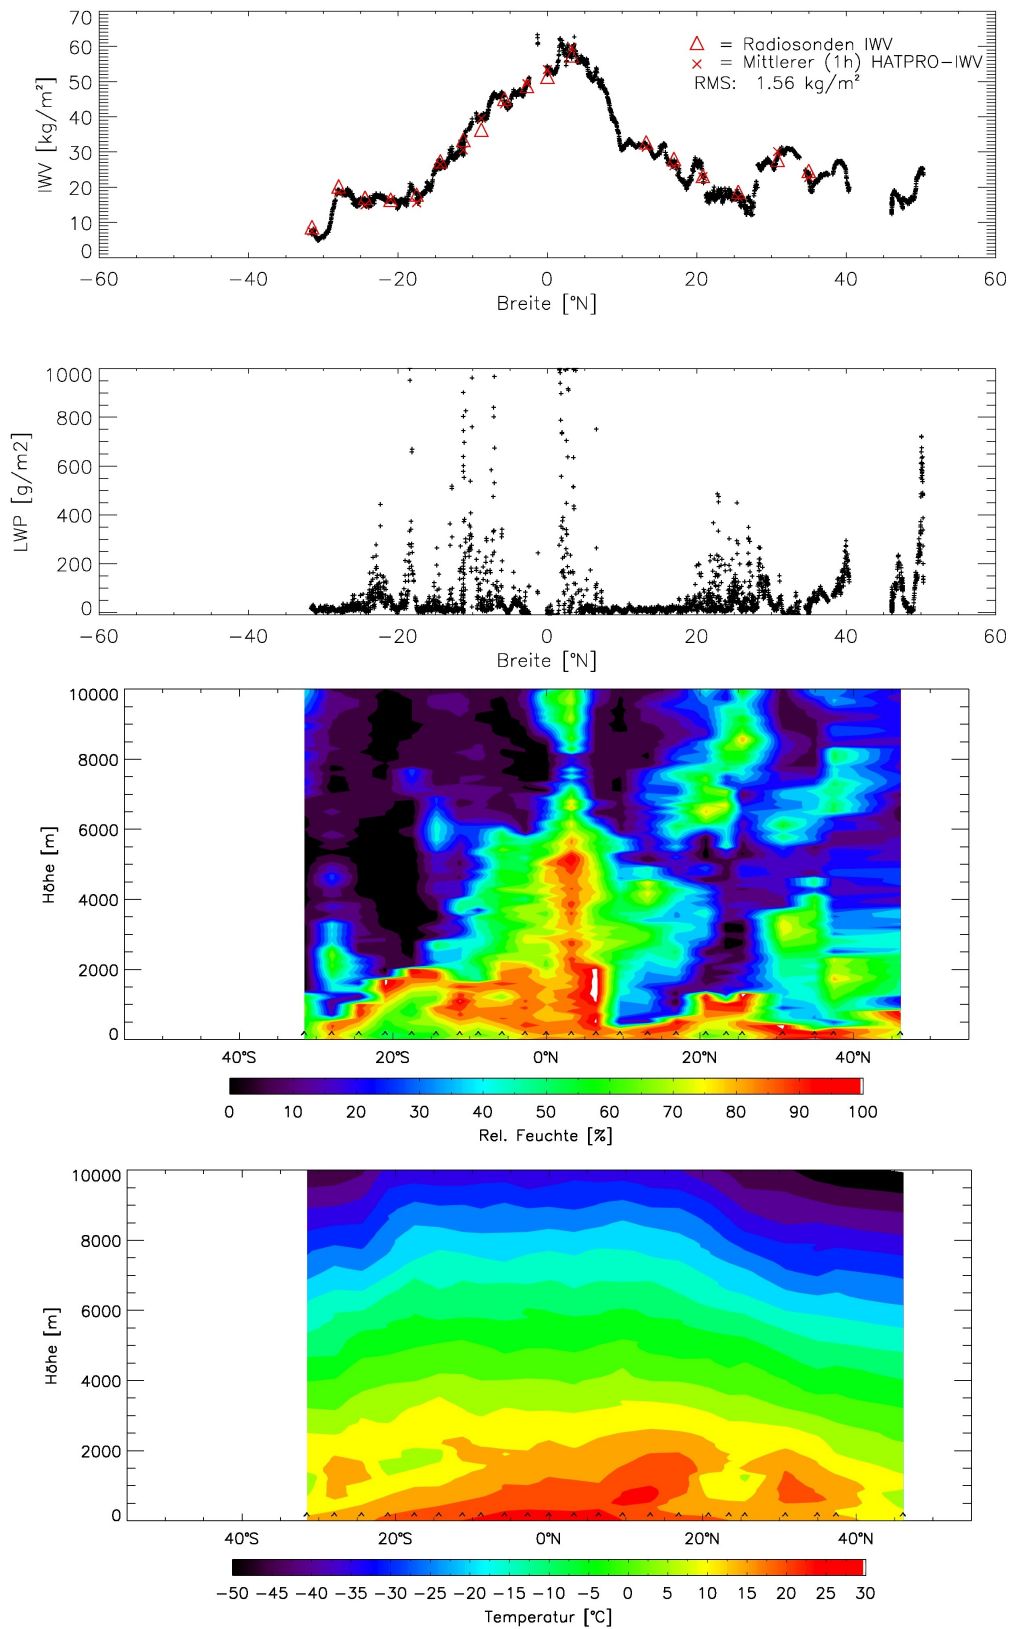 70
60
50
40
30
20
10
0
IWV [kg/m²]
△ = Radiosonden IWV
× = Mittlerer (1h) HATPRO-IWV
RMS: 1.56 kg/m²
-60 -40 -20 0 20 40 60
Breite [°N]
1000
800
600
400
200
0
LWP [g/m2]
-60 -40 -20 0 20 40 60
Breite [°N]
10000
8000
6000
4000
2000
0
Höhe [m]
40°S 20°S 0°N 20°N 40°N
0 10 20 30 40 50 60 70 80 90 100
Rel. Feuchte [%]
10000
8000
6000
4000
2000
0
Höhe [m]
40°S 20°S 0°N 20°N 40°N
-50 -45 -40 -35 -30 -25 -20 -15 -10 -5 0 5 10 15 20 25 30
Temperatur [°C]